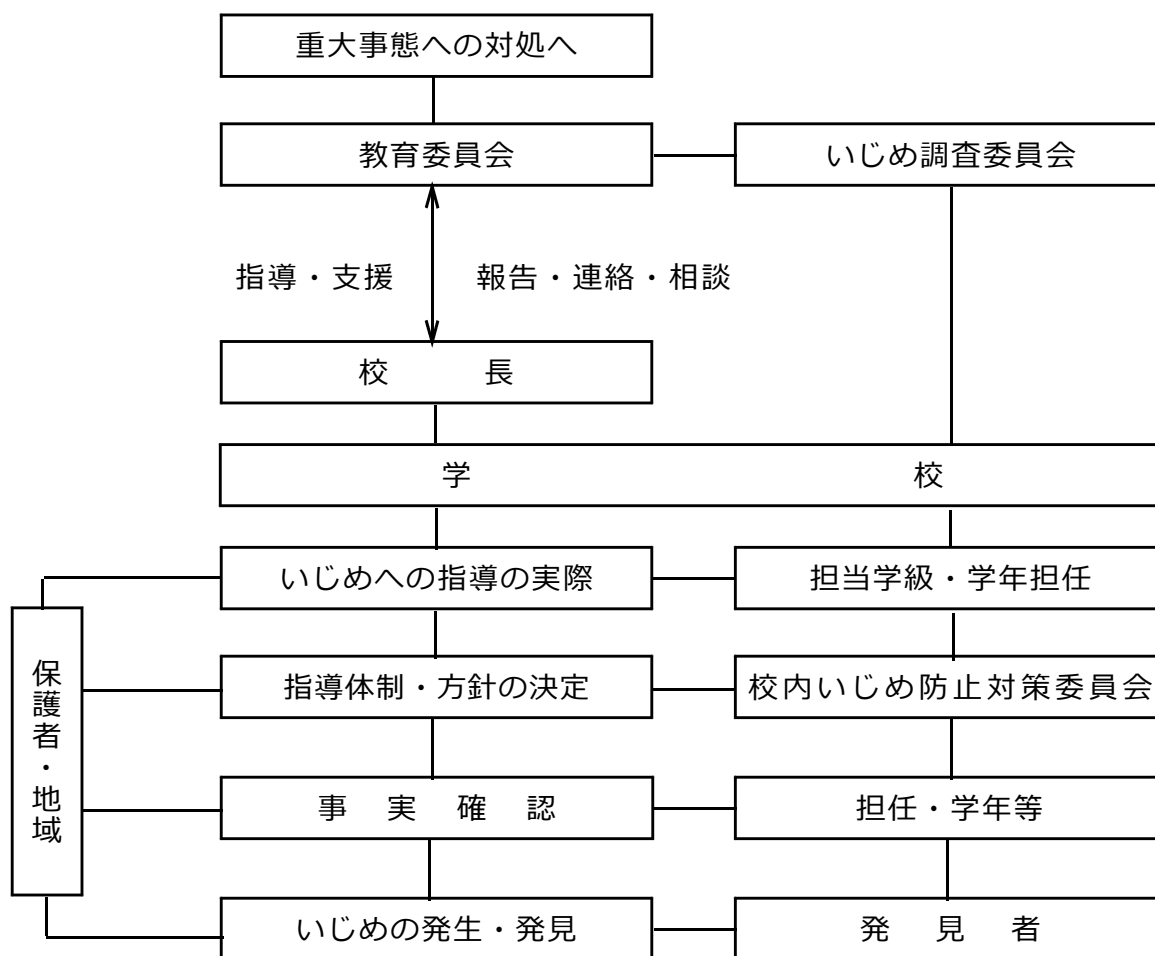 重大事態への対処へ
教育委員会
いじめ調査委員会
指導・支援
報告・連絡・相談
校長
学校
いじめへの指導の実際
担当学級・学年担任
保護者・地域
指導体制・方針の決定
校内いじめ防止対策委員会
事実確認
担任・学年等
いじめの発生・発見
発見者